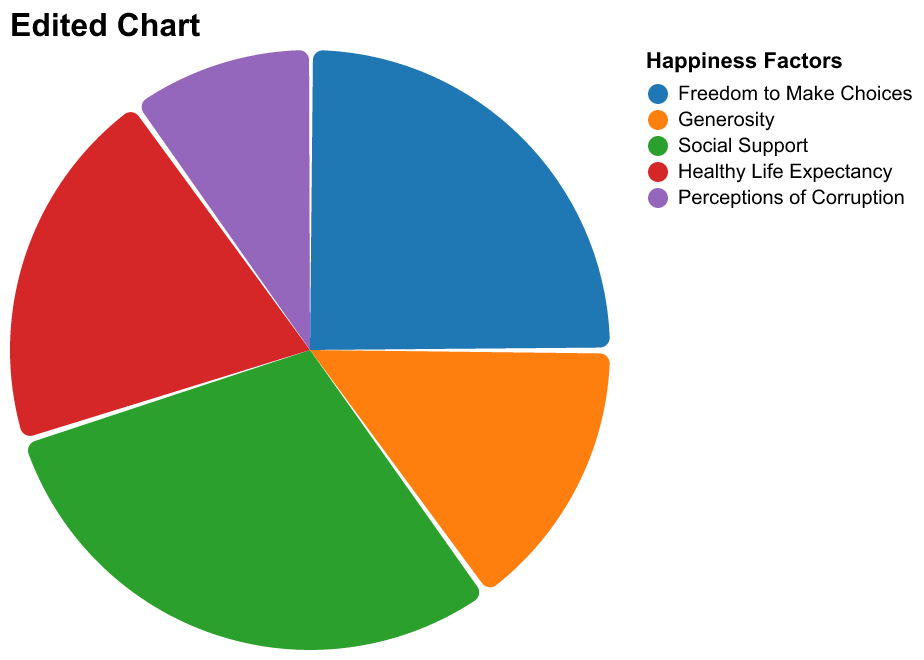 Edited Chart
Happiness Factors
Freedom to Make Choices
Generosity
Social Support
Healthy Life Expectancy
Perceptions of Corruption